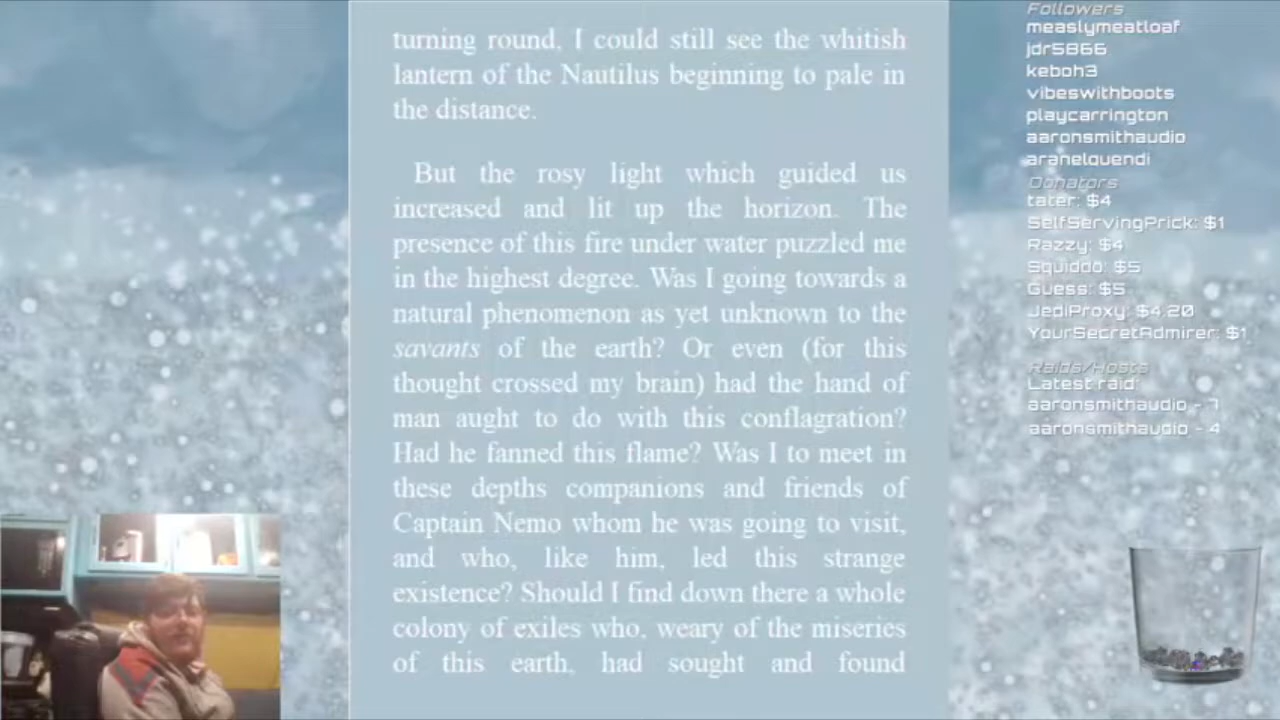 turning round, I could still see the whitish
lantern of the Nautilus beginning to pale in
the distance.
But the rosy light which guided us
increased and lit up the horizon. The
presence of this fire under water puzzled me
in the highest degree. Was I going towards a
natural phenomenon as yet unknown to the
savants of the earth? Or even (for this
thought crossed my brain) had the hand of
man aught to do with this conflagration?
Had he fanned this flame? Was I to meet in
these depths companions and friends of
Captain Nemo whom he was going to visit,
and who, like him, led this strange
existence? Should I find down there a whole
colony of exiles who, weary of the miseries
of this earth, had sought and found
Followers
measlymeatloaf
jdr5866
keboh3
vibeswithboots
playcarrington
aaronsmithaudio
aranelquendi
Donators
tater: $4
SelfServingPrick: $1
Razzy: $4
Squiddo: $5
Guess: $5
JediProxy: $4.20
YourSecretAdmirer: $1
Raids/Hosts
Latest raid:
aaronsmithaudio - 7
aaronsmithaudio - 4